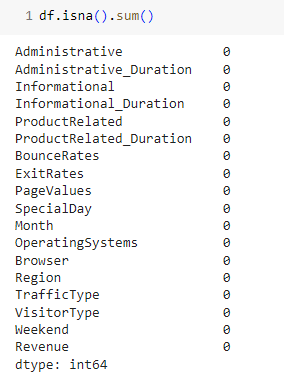 1 df.isna().sum()
Administrative 0
Administrative_Duration 0
Informational 0
Informational_Duration 0
ProductRelated 0
ProductRelated_Duration 0
BounceRates 0
ExitRates 0
PageValues 0
SpecialDay 0
Month 0
OperatingSystems 0
Browser 0
Region 0
TrafficType 0
VisitorType 0
Weekend 0
Revenue 0
dtype: int64